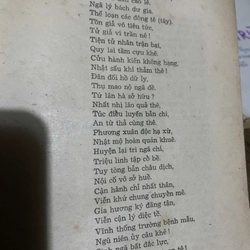 Ngã lý bách dư gia.
Thế loạn các đông tê (tây),
Tồn giả vô tiêu tức,
Tử giả vi trần nê!
Tiện tử nhân trận bại,
Quy lai tầm cựu khê.
Cửu hành kiến không hạng,
Nhật sấu khí thảm thê!
Dản đối hồ dữ ly,
Thụ mao nộ ngã đề.
Tứ lân hà sở hữu?
Nhất nhị lão quả thê,
Túc điểu luyến bản chi,
An từ thả cùng thê.
Phương xuân độc hạ xừ,
Nhật mộ hoàn quán khuê.
Huyện lại tri ngã chí,
Triệu linh tập cổ bề.
Tuy tòng bản châu dịch,
Nội cố vô sở huề.
Cận hành chỉ nhất thân,
Viễn khứ chung chuyển mê.
Gia hương ký đãng tận,
Viễn cận lý diệc tề.
Vĩnh thống trường bệnh mẫu,
Ngũ niên ủy câu khê!
ngã bất đắc lực,